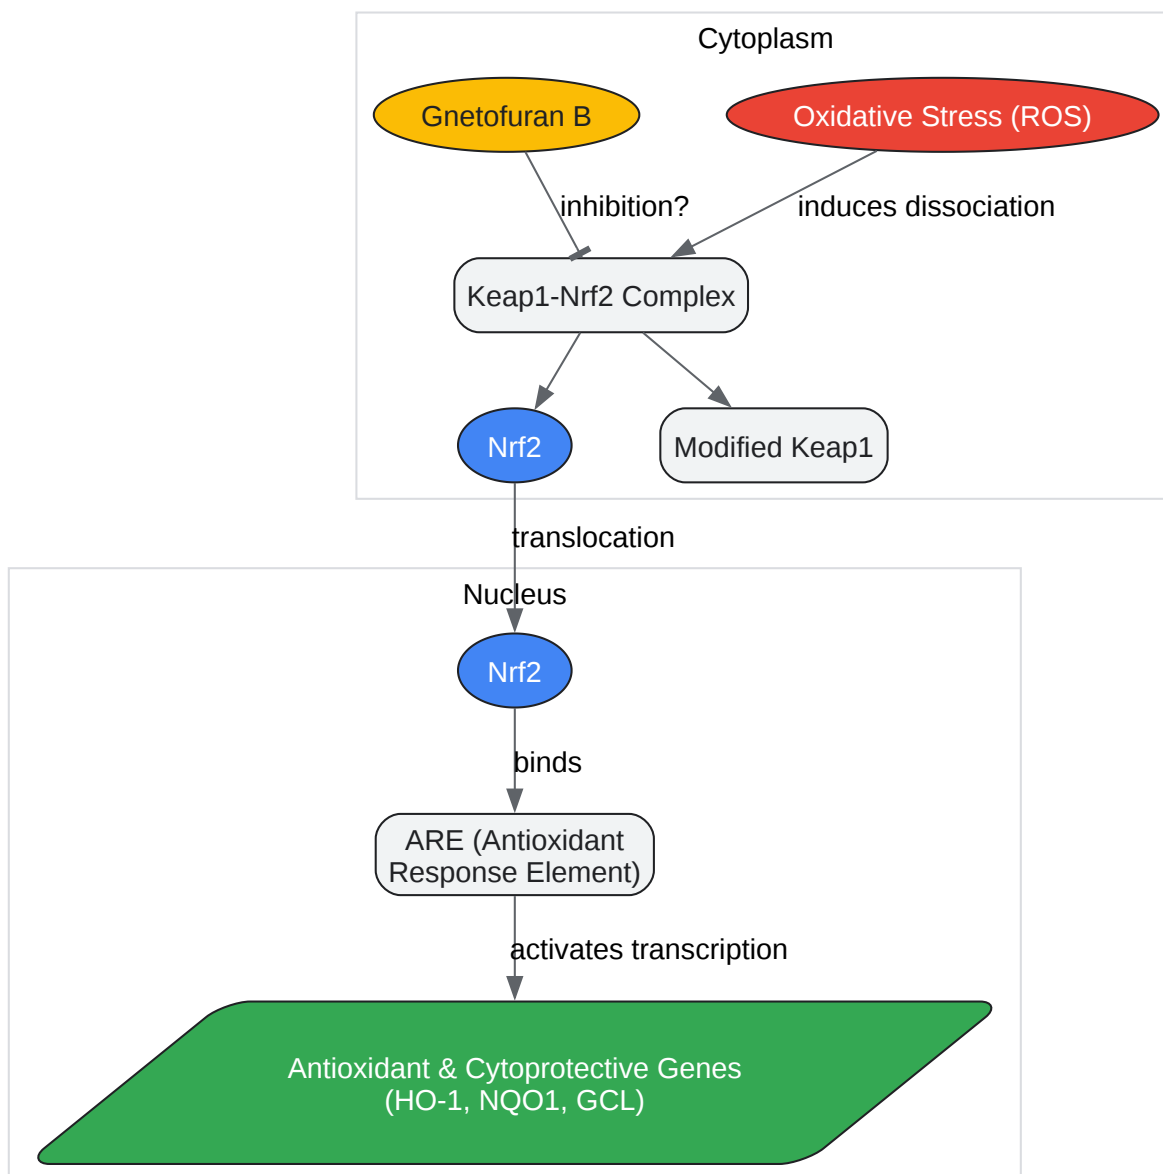 Cytoplasm
Gnetofuran B
Oxidative Stress (ROS)
inhibition?
induces dissociation
Keap1-Nrf2 Complex
Nrf2
Modified Keap1
translocation
Nucleus
Nrf2
binds
ARE (Antioxidant
Response Element)
activates transcription
Antioxidant & Cytoprotective Genes
(HO-1, NQO1, GCL)